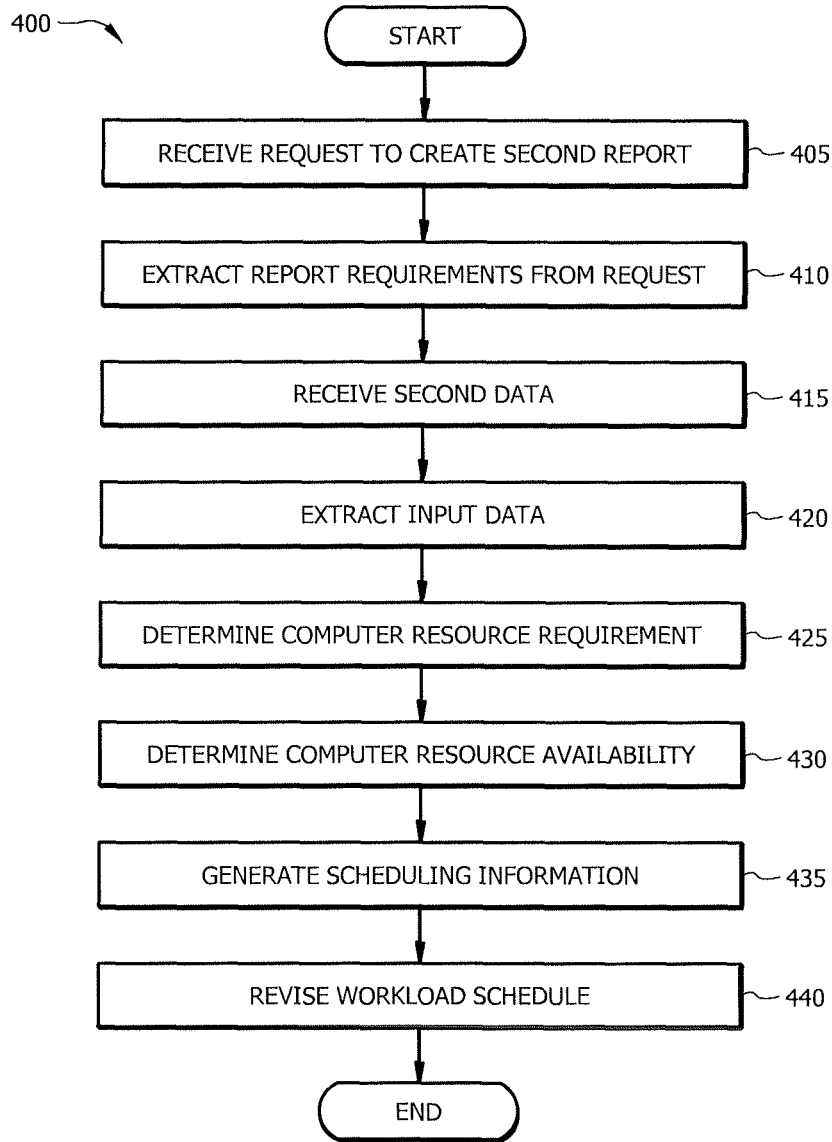 400
START
RECEIVE REQUEST TO CREATE SECOND REPORT
405
EXTRACT REPORT REQUIREMENTS FROM REQUEST
410
RECEIVE SECOND DATA
415
EXTRACT INPUT DATA
420
DETERMINE COMPUTER RESOURCE REQUIREMENT
425
DETERMINE COMPUTER RESOURCE AVAILABILITY
430
GENERATE SCHEDULING INFORMATION
435
REVISE WORKLOAD SCHEDULE
440
END